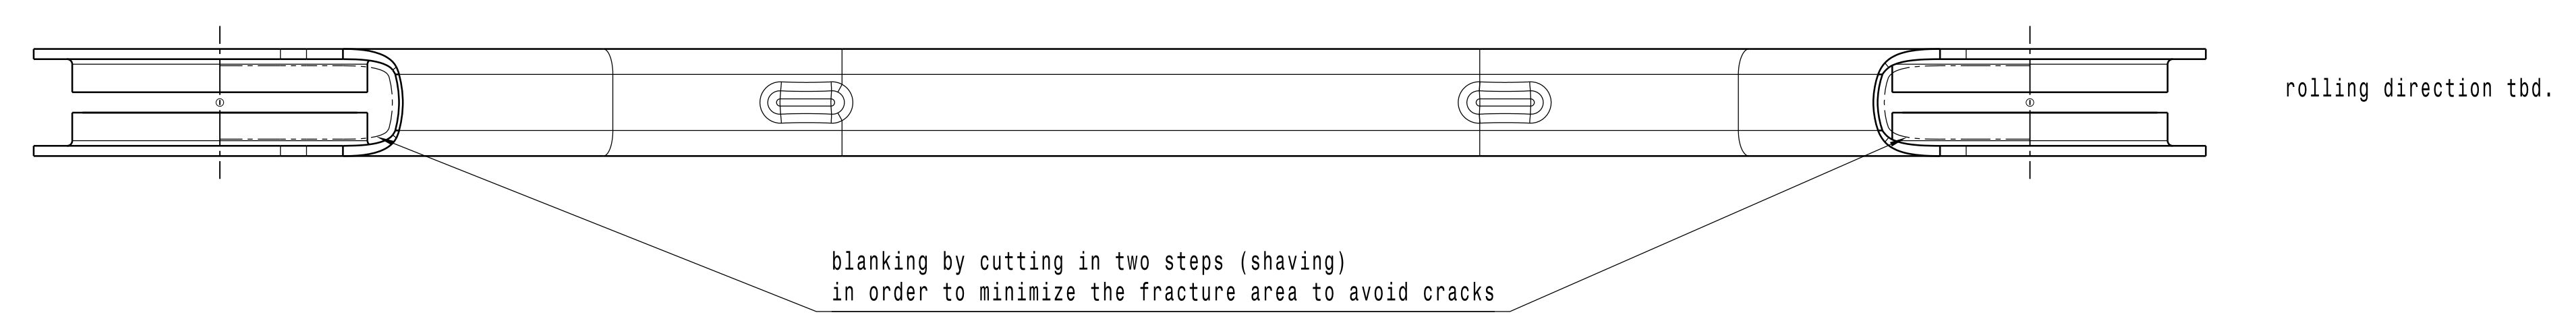 rolling direction tbd.
blanking by cutting in two steps (shaving)
in order to minimize the fracture area to avoid cracks